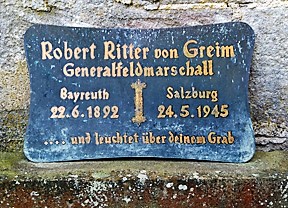 Robert Ritter von Greim
Generalfeldmarschall
Bayreuth Salzburg
22.6.1892 24.5.1945
.... und leuchtet über deinem Grab